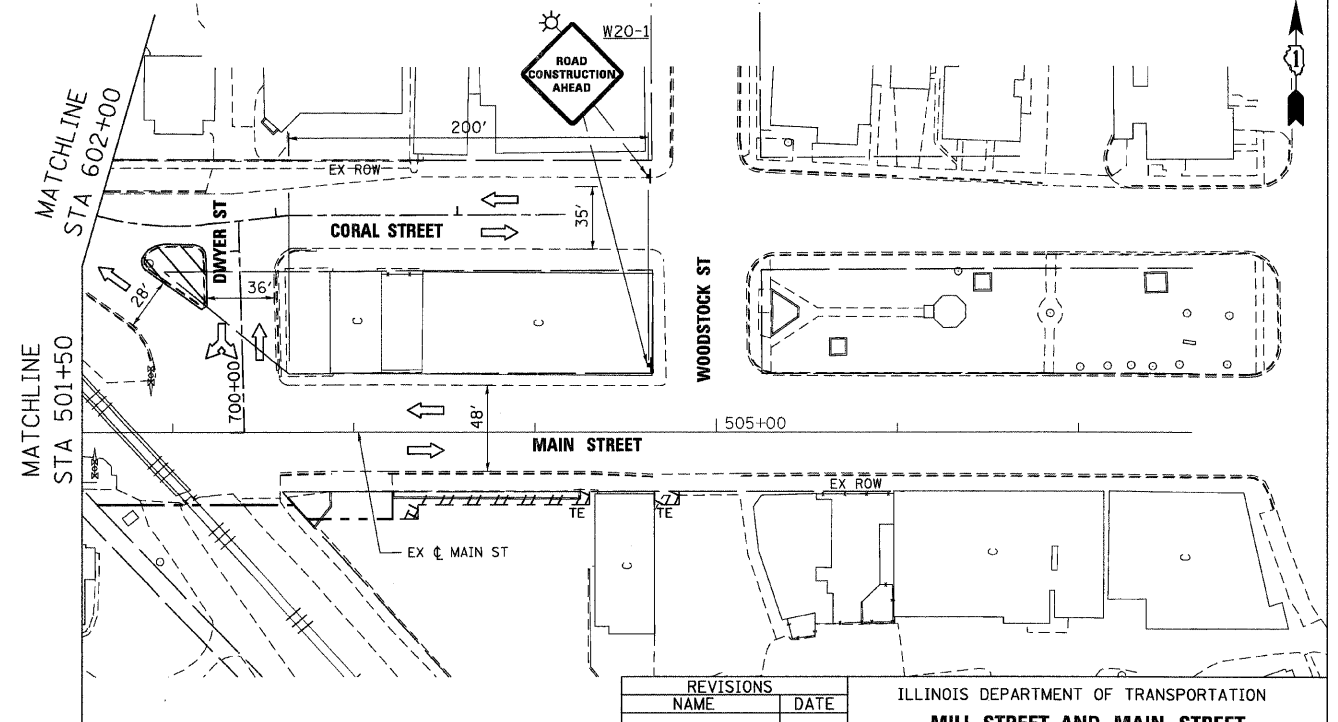 W20-1
ROAD
CONSTRUCTION
AHEAD
1
MATCHLINE
STA 602+00
200'
EX ROW
DWYER ST
CORAL STREET
35'
36'
28'
C
C
WOODSTOCK ST
MATCHLINE
STA 501+50
700+00
48'
MAIN STREET
505+00
EX ROW
TE
TE
EX ℄ MAIN ST
C
C
C
REVISIONS
NAME
DATE
ILLINOIS DEPARTMENT OF TRANSPORTATION
MILL STREET AND MAIN STREET